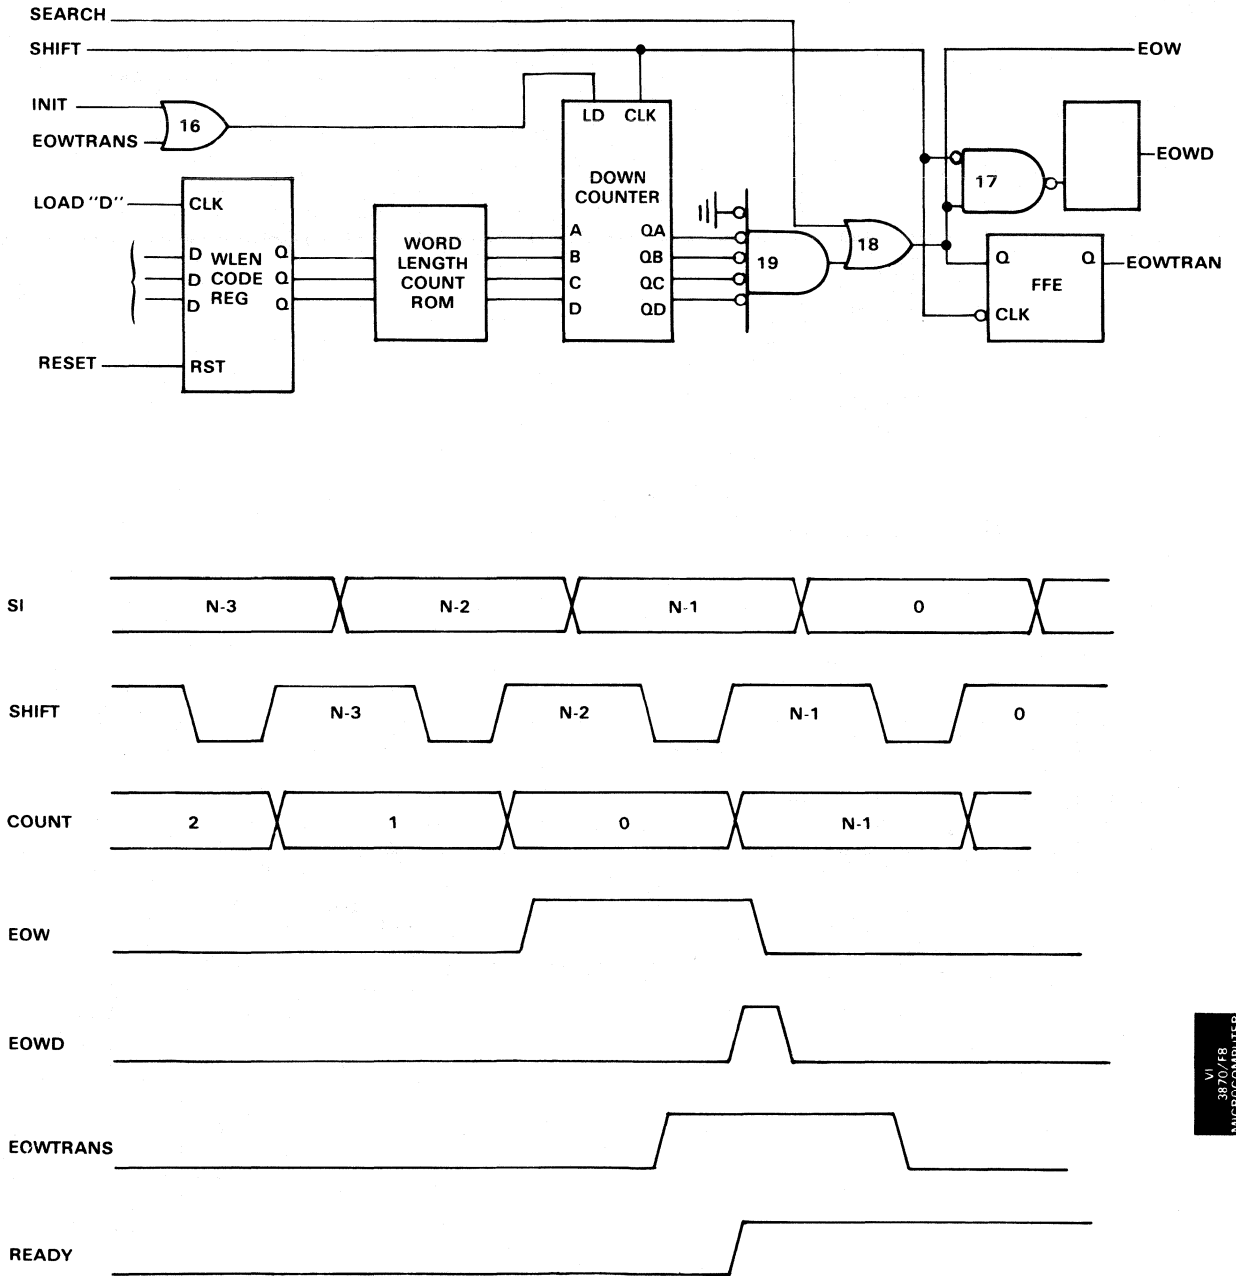 SEARCH
SHIFT
EOW
INIT
16
EOWTRANS
LD CLK
17
EOWD
LOAD "D"
CLK
DOWN
COUNTER
WORD
LENGTH
COUNT
ROM
D WLEN Q
D CODE Q
D REG Q
A QA
B QB
C QC
D QD
19
18
Q Q
FFE
CLK
EOWTRAN
RESET
RST
SI N-3 N-2 N-1 0
SHIFT N-3 N-2 N-1 0
COUNT 2 1 0 N-1
EOW
EOWD
EOWTRANS
READY
VI
3870/F8
MICROCOMPUTER